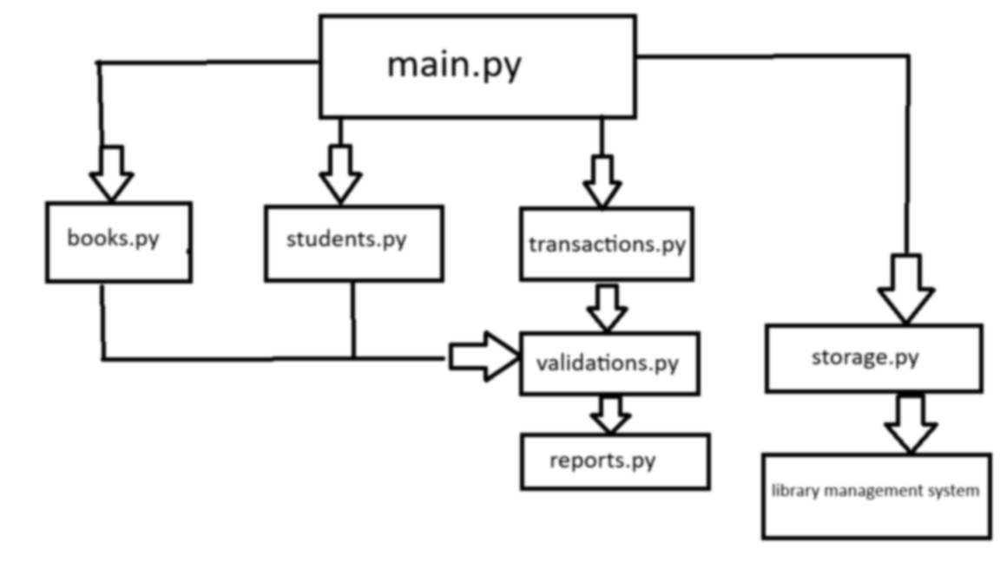 main.py
books.py
students.py
transactions.py
validations.py
storage.py
reports.py
library management system